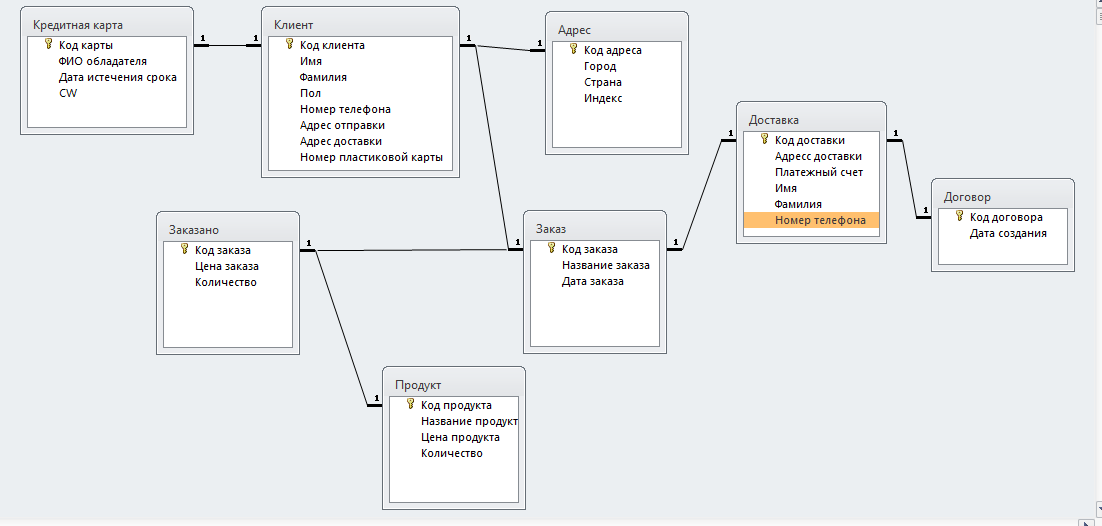 Кредитная карта
Код карты
ФИО обладателя
Дата истечения срока
CW
1
1
Клиент
Код клиента
Имя
Фамилия
Пол
Номер телефона
Адрес отправки
Адрес доставки
Номер пластиковой карты
1
1
Адрес
Код адреса
Город
Страна
Индекс
1
Доставка
Код доставки
Адресс доставки
Платежный счет
Имя
Фамилия
Номер телефона
1
1
Договор
Код договора
Дата создания
Заказано
Код заказа
Цена заказа
Количество
1
1
Заказ
Код заказа
Название заказа
Дата заказа
1
1
Продукт
Код продукта
Название продукт
Цена продукта
Количество